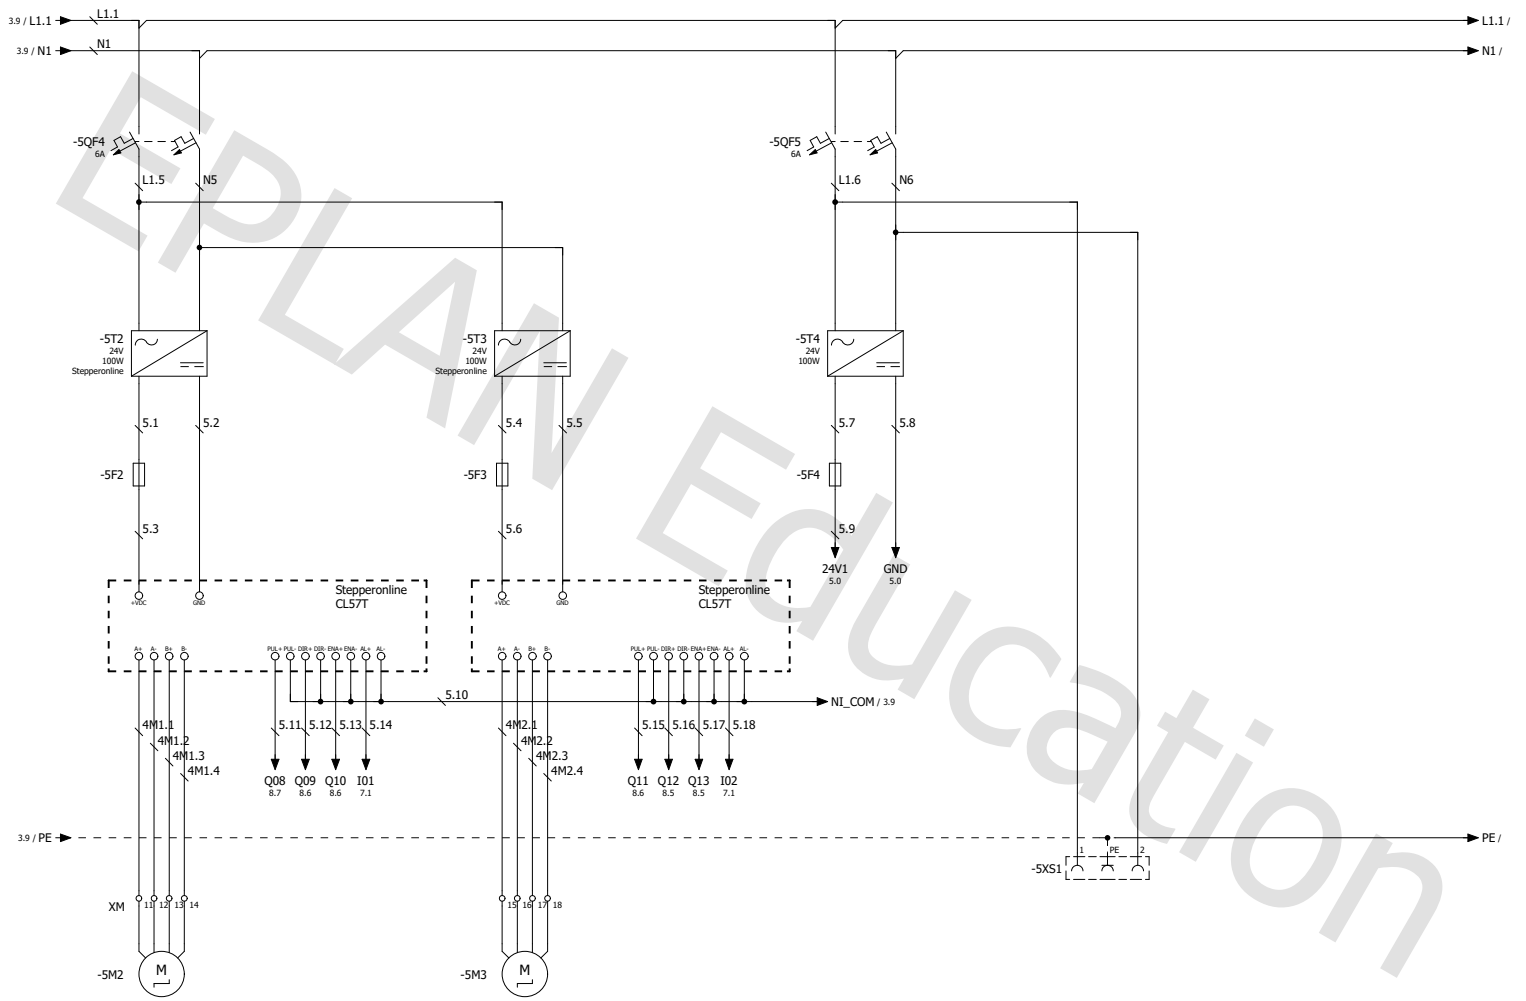 3.9 / L1.1
L1.1
L1.1 /
3.9 / N1
N1
N1 /
-5QF4
6A
-5QF5
6A
L1.5
N5
L1.6
N6
-5T2
24V
100W
Stepperonline
-5T3
24V
100W
Stepperonline
-5T4
24V
100W
5.1
5.2
5.4
5.5
5.7
5.8
-5F2
-5F3
-5F4
5.3
5.6
5.9
24V1
5.0
GND
5.0
Stepperonline
CL57T
+VDC
GND
Stepperonline
CL57T
+VDC
GND
A+ A- B+ B- PUL+ PUL- DIR+ DIR- ENA+ ENA- AL+ AL-
A+ A- B+ B- PUL+ PUL- DIR+ DIR- ENA+ ENA- AL+ AL-
5.10
NI_COM / 3.9
4M1.1
4M1.2
4M1.3
4M1.4
5.11 5.12 5.13 5.14
4M2.1
4M2.2
4M2.3
4M2.4
5.15 5.16 5.17 5.18
Q08 Q09 Q10 I01
8.7 8.6 8.6 7.1
Q11 Q12 Q13 I02
8.6 8.5 8.5 7.1
3.9 / PE
PE /
-5XS1
1 PE 2
XM
11 12 13 14
15 16 17 18
-5M2
M
-5M3
M
EPLAN Education